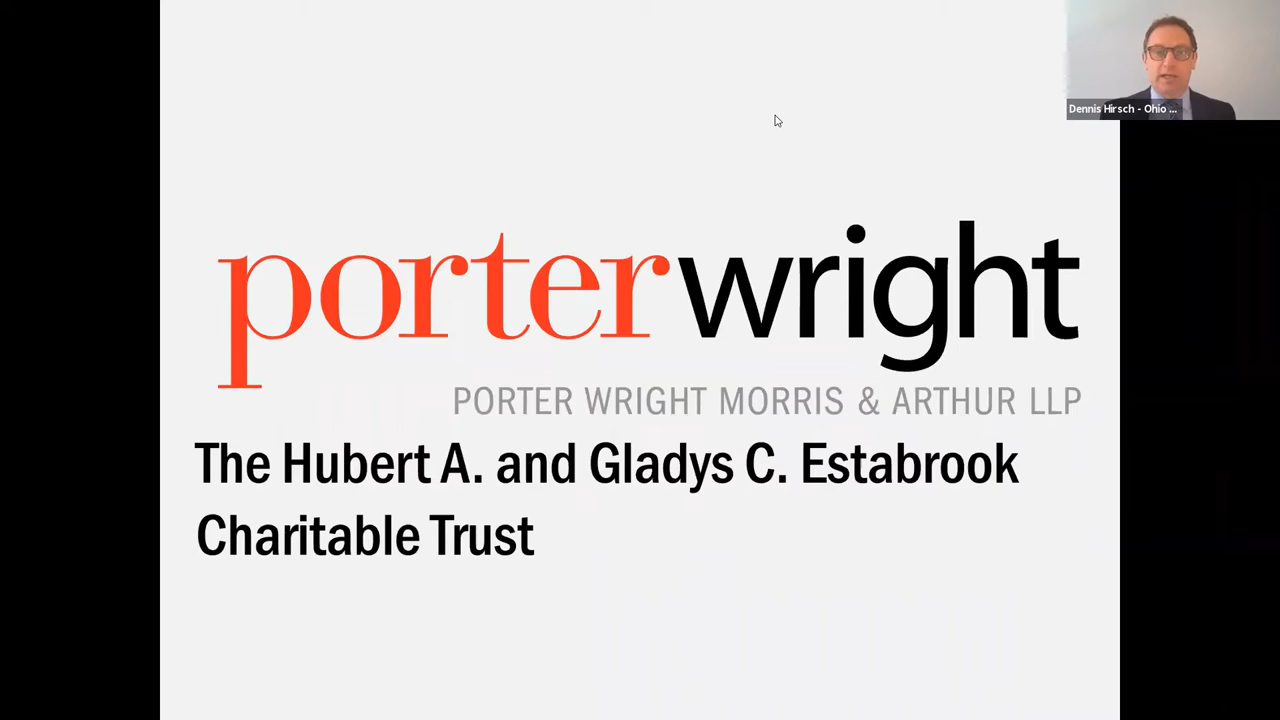 Dennis Hirsch - Ohio ...
porterwright
PORTER WRIGHT MORRIS & ARTHUR LLP
The Hubert A. and Gladys C. Estabrook
Charitable Trust